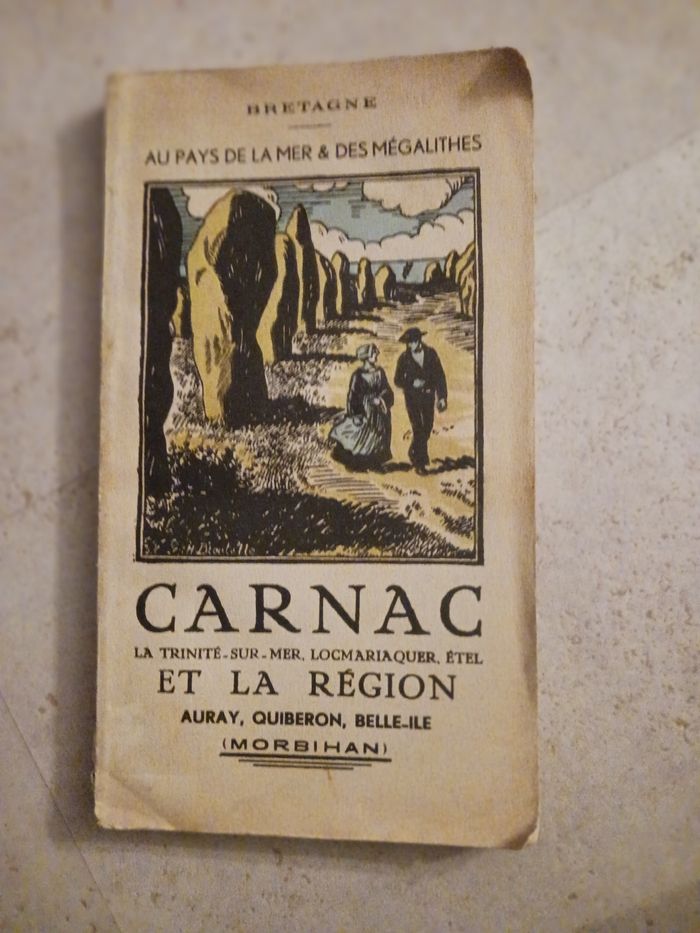 BRETAGNE
AU PAYS DE LA MER & DES MÉGALITHES
CARNAC
LA TRINITÉ-SUR-MER, LOCMARIAQUER, ÉTEL
ET LA RÉGION
AURAY, QUIBERON, BELLE-ILE
(MORBIHAN)